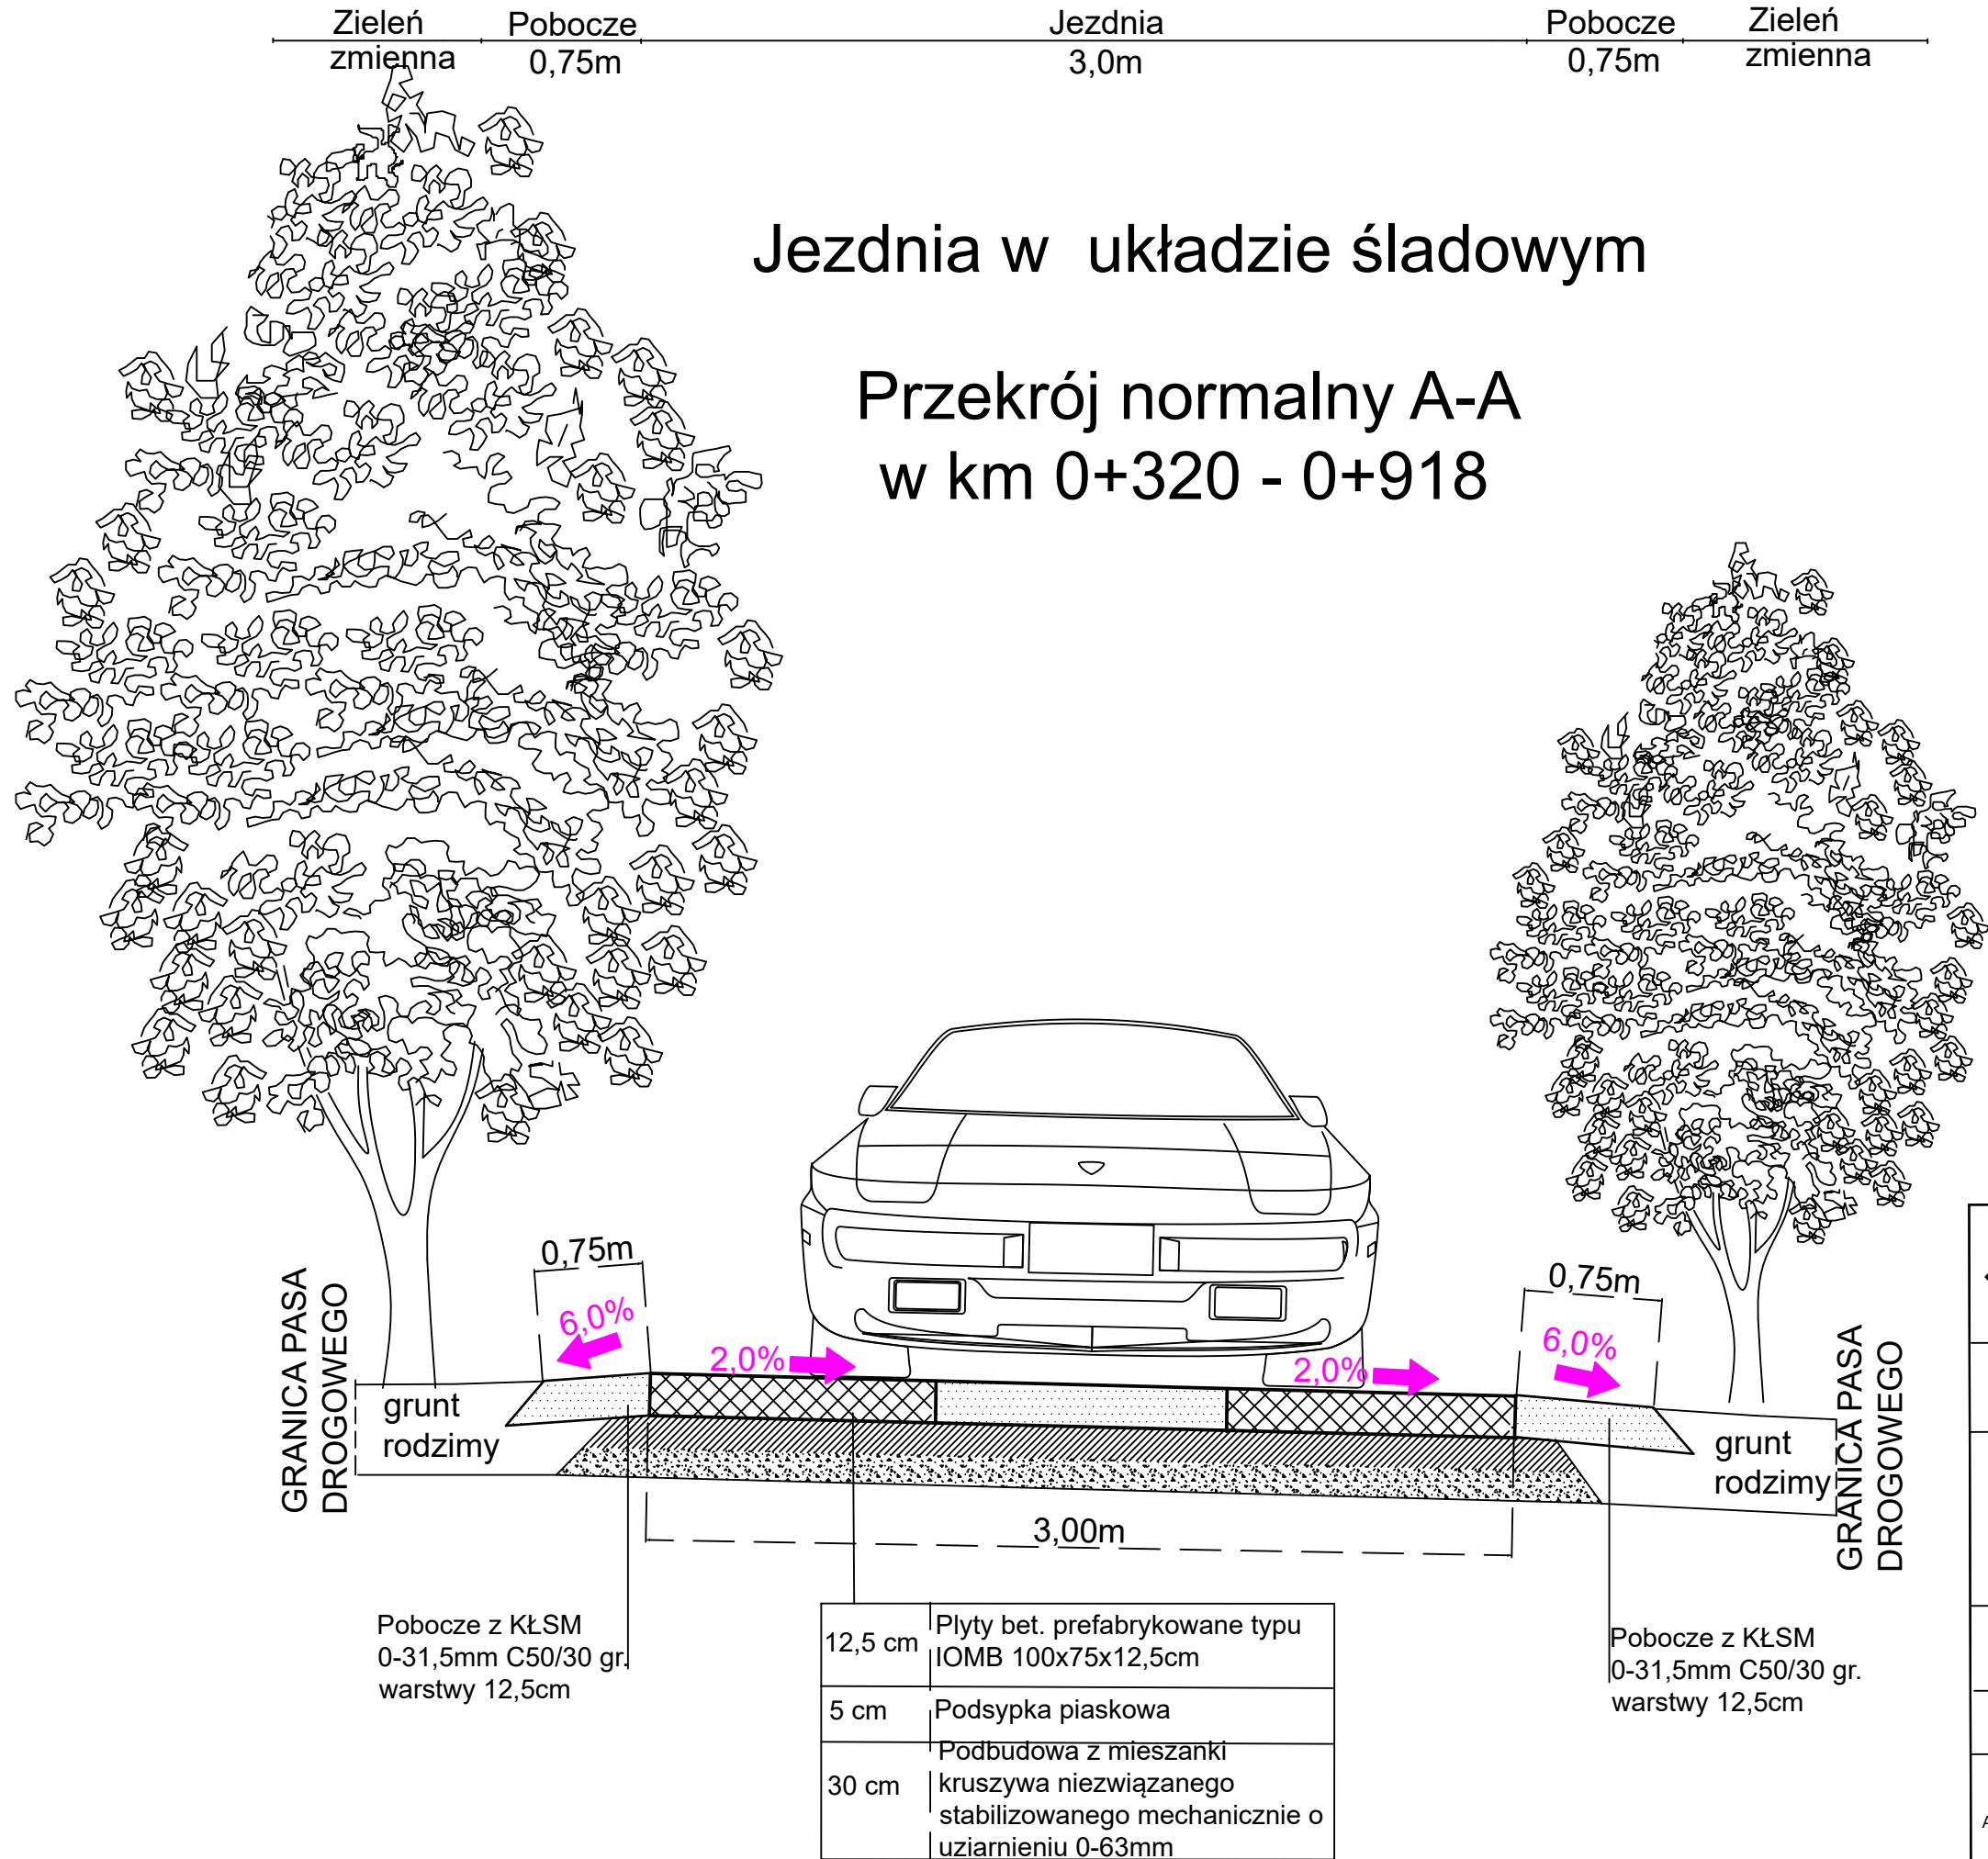 Zieleń
zmienna
Pobocze
0,75m
Jezdnia
3,0m
Pobocze
0,75m
Zieleń
zmienna
Jezdnia w układzie śladowym
Przekrój normalny A-A
w km 0+320 - 0+918
0,75m
6,0%
2,0%
2,0%
0,75m
6,0%
GRANICA PASA
DROGOWEGO
grunt
rodzimy
grunt
rodzimy
GRANICA PASA
DROGOWEGO
3,00m
Pobocze z KŁSM
0-31,5mm C50/30 gr.
warstwy 12,5cm
12,5 cm
Plyty bet. prefabrykowane typu
IOMB 100x75x12,5cm
5 cm
Podsypka piaskowa
30 cm
Podbudowa z mieszanki
kruszywa niezwiązanego
stabilizowanego mechanicznie o
uziarnieniu 0-63mm
Pobocze z KŁSM
0-31,5mm C50/30 gr.
warstwy 12,5cm